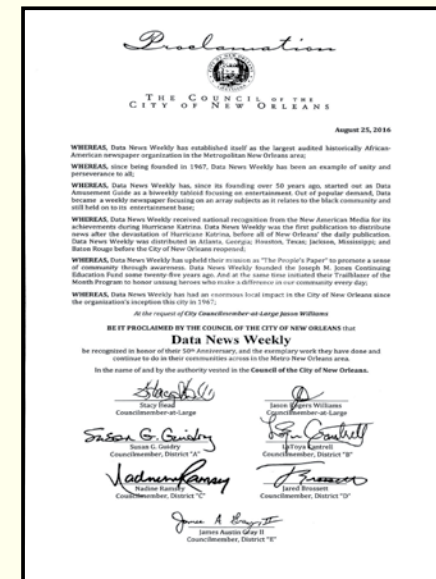 Proclamation
THE COUNCIL OF THE
CITY OF NEW ORLEANS
August 25, 2016
WHEREAS, Data News Weekly has established itself as the largest audited historically African-
American newspaper organization in the Metropolitan New Orleans area;
WHEREAS, since being founded in 1967, Data News Weekly has been an example of unity and
perseverance to all;
WHEREAS, Data News Weekly has, since its founding over 50 years ago, started out as Data
Amusement Guide as a biweekly tabloid focusing on entertainment. Out of popular demand, Data
became a weekly newspaper focusing on an array subjects as it relates to the black community and
still held on to its entertainment base;
WHEREAS, Data News Weekly received national recognition from the New American Media for its
achievements during Hurricane Katrina. Data News Weekly was the first publication to distribute
news after the devastation of Hurricane Katrina, before all of New Orleans' the daily publication.
Data News Weekly was distributed in Atlanta, Georgia; Houston, Texas; Jackson, Mississippi; and
Baton Rouge before the City of New Orleans reopened;
WHEREAS, Data News Weekly has upheld their mission as "The People's Paper" to promote a sense
of community through awareness. Data News Weekly founded the Joseph M. Jones Continuing
Education Fund some twenty-five years ago. And at the same time initiated their Trailblazer of the
Month Program to honor unsung heroes who make a difference in our community every day;
WHEREAS, Data News Weekly has had an enormous local impact in the City of New Orleans since
the organization's inception this city in 1967;
At the request of City Councilmember-at-Large Jason Williams
BE IT PROCLAIMED BY THE COUNCIL OF THE CITY OF NEW ORLEANS that
Data News Weekly
be recognized in honor of their 50th Anniversary, and the exemplary work they have done and
continue to do in their communities across in the Metro New Orleans area.
In the name of and by the authority vested in the Council of the City of New Orleans.
Stacy Head
Councilmember-at-Large
Jason Rogers Williams
Councilmember-at-Large
Susan G. Guidry
Susan G. Guidry
Councilmember, District "A"
LaToya Cantrell
Councilmember, District "B"
Nadine Ramsey
Nadine Ramsey
Councilmember, District "C"
Jared Brossett
Councilmember, District "D"
James A Gray II
James Austin Gray II
Councilmember, District "E"